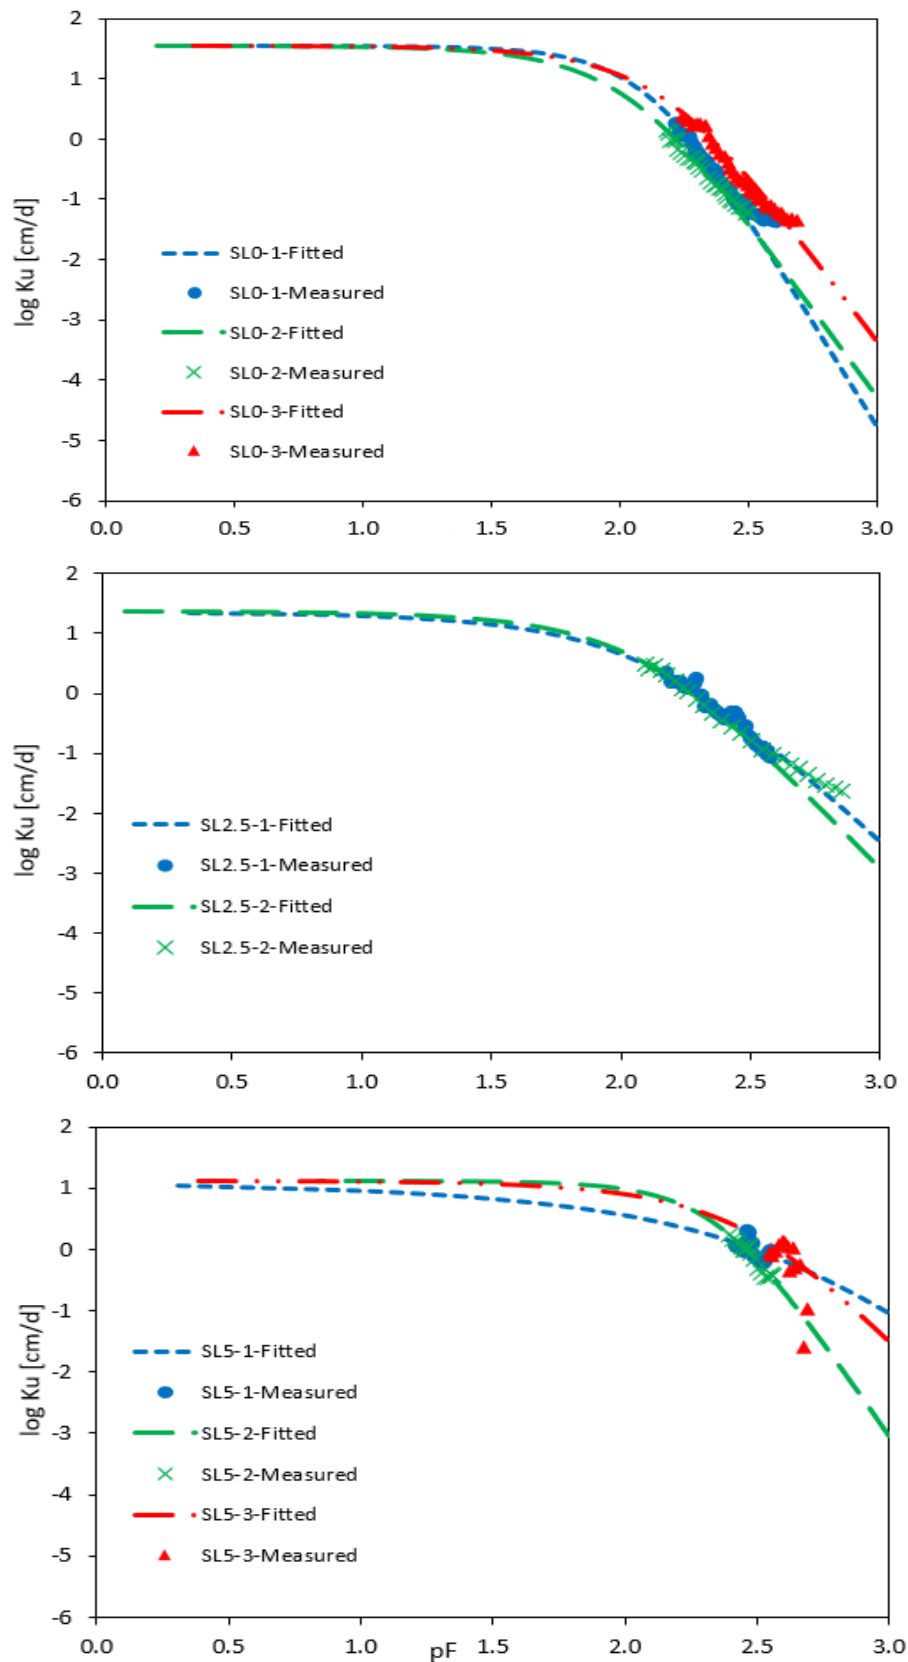 2
1
0
-1
-2
-3
-4
-5
-6
log Ku [cm/d]
SL0-1-Fitted
SL0-1-Measured
SL0-2-Fitted
SL0-2-Measured
SL0-3-Fitted
SL0-3-Measured
0.0 0.5 1.0 1.5 2.0 2.5 3.0
2
1
0
-1
-2
-3
-4
-5
-6
log Ku [cm/d]
SL2.5-1-Fitted
SL2.5-1-Measured
SL2.5-2-Fitted
SL2.5-2-Measured
0.0 0.5 1.0 1.5 2.0 2.5 3.0
2
1
0
-1
-2
-3
-4
-5
-6
log Ku [cm/d]
SL5-1-Fitted
SL5-1-Measured
SL5-2-Fitted
SL5-2-Measured
SL5-3-Fitted
SL5-3-Measured
0.0 0.5 1.0 1.5 2.0 2.5 3.0
pF